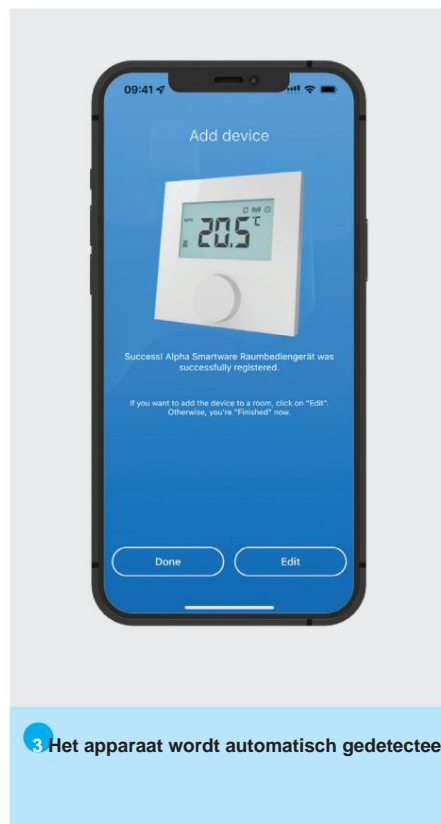 09:41
Add device
AUTO
20.5°C
Success! Alpha Smartware Raumbediengerät was
successfully registered.
If you want to add the device to a room, click on "Edit".
Otherwise, you're "Finished" now.
Done
Edit
3 Het apparaat wordt automatisch gedetectee